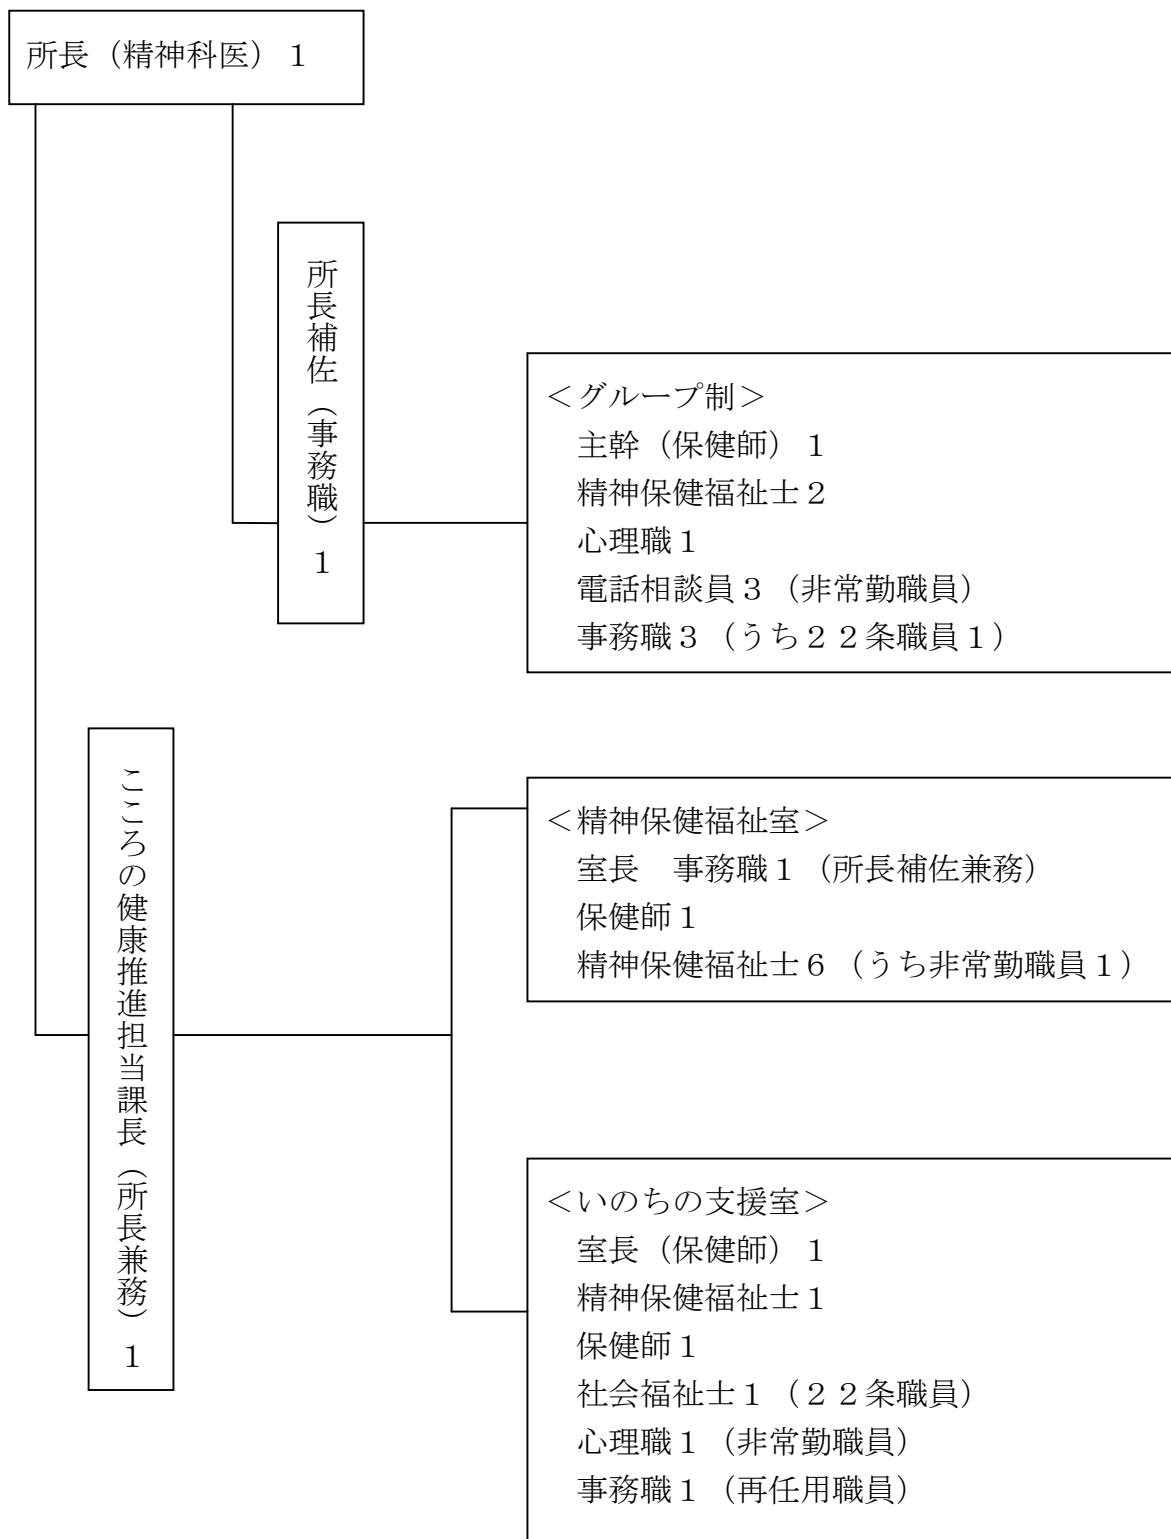 所長（精神科医）１
所長補佐（事務職）１
＜グループ制＞
主幹（保健師）１
精神保健福祉士２
心理職１
電話相談員３（非常勤職員）
事務職３（うち２２条職員１）
こころの健康推進担当課長（所長兼務）１
＜精神保健福祉室＞
室長　事務職１（所長補佐兼務）
保健師１
精神保健福祉士６（うち非常勤職員１）
＜いのちの支援室＞
室長（保健師）１
精神保健福祉士１
保健師１
社会福祉士１（２２条職員）
心理職１（非常勤職員）
事務職１（再任用職員）